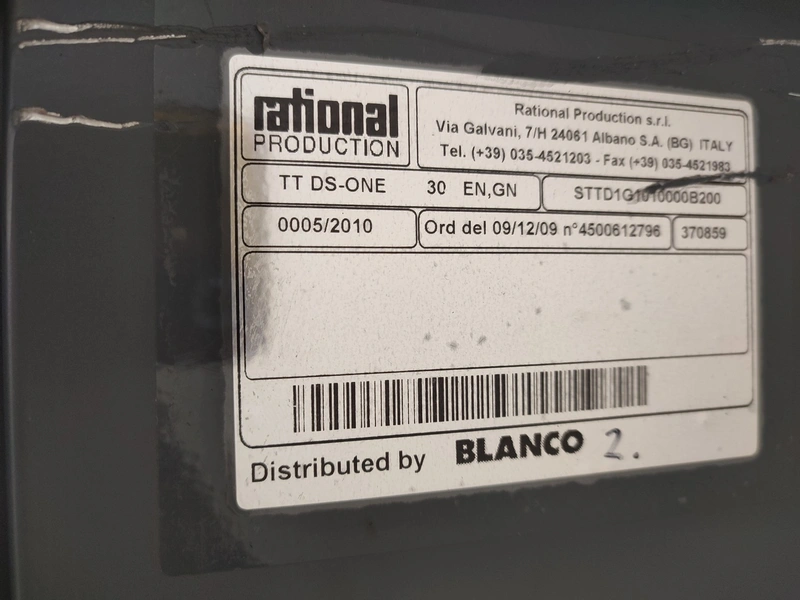 rational
PRODUCTION
Rational Production s.r.l.
Via Galvani, 7/H 24061 Albano S.A. (BG) ITALY
Tel. (+39) 035-4521203 - Fax (+39) 035-4521983
TT DS-ONE 30 EN,GN STTD1G1010000B200
0005/2010 Ord del 09/12/09 n°4500612796 370859
Distributed by BLANCO 2.